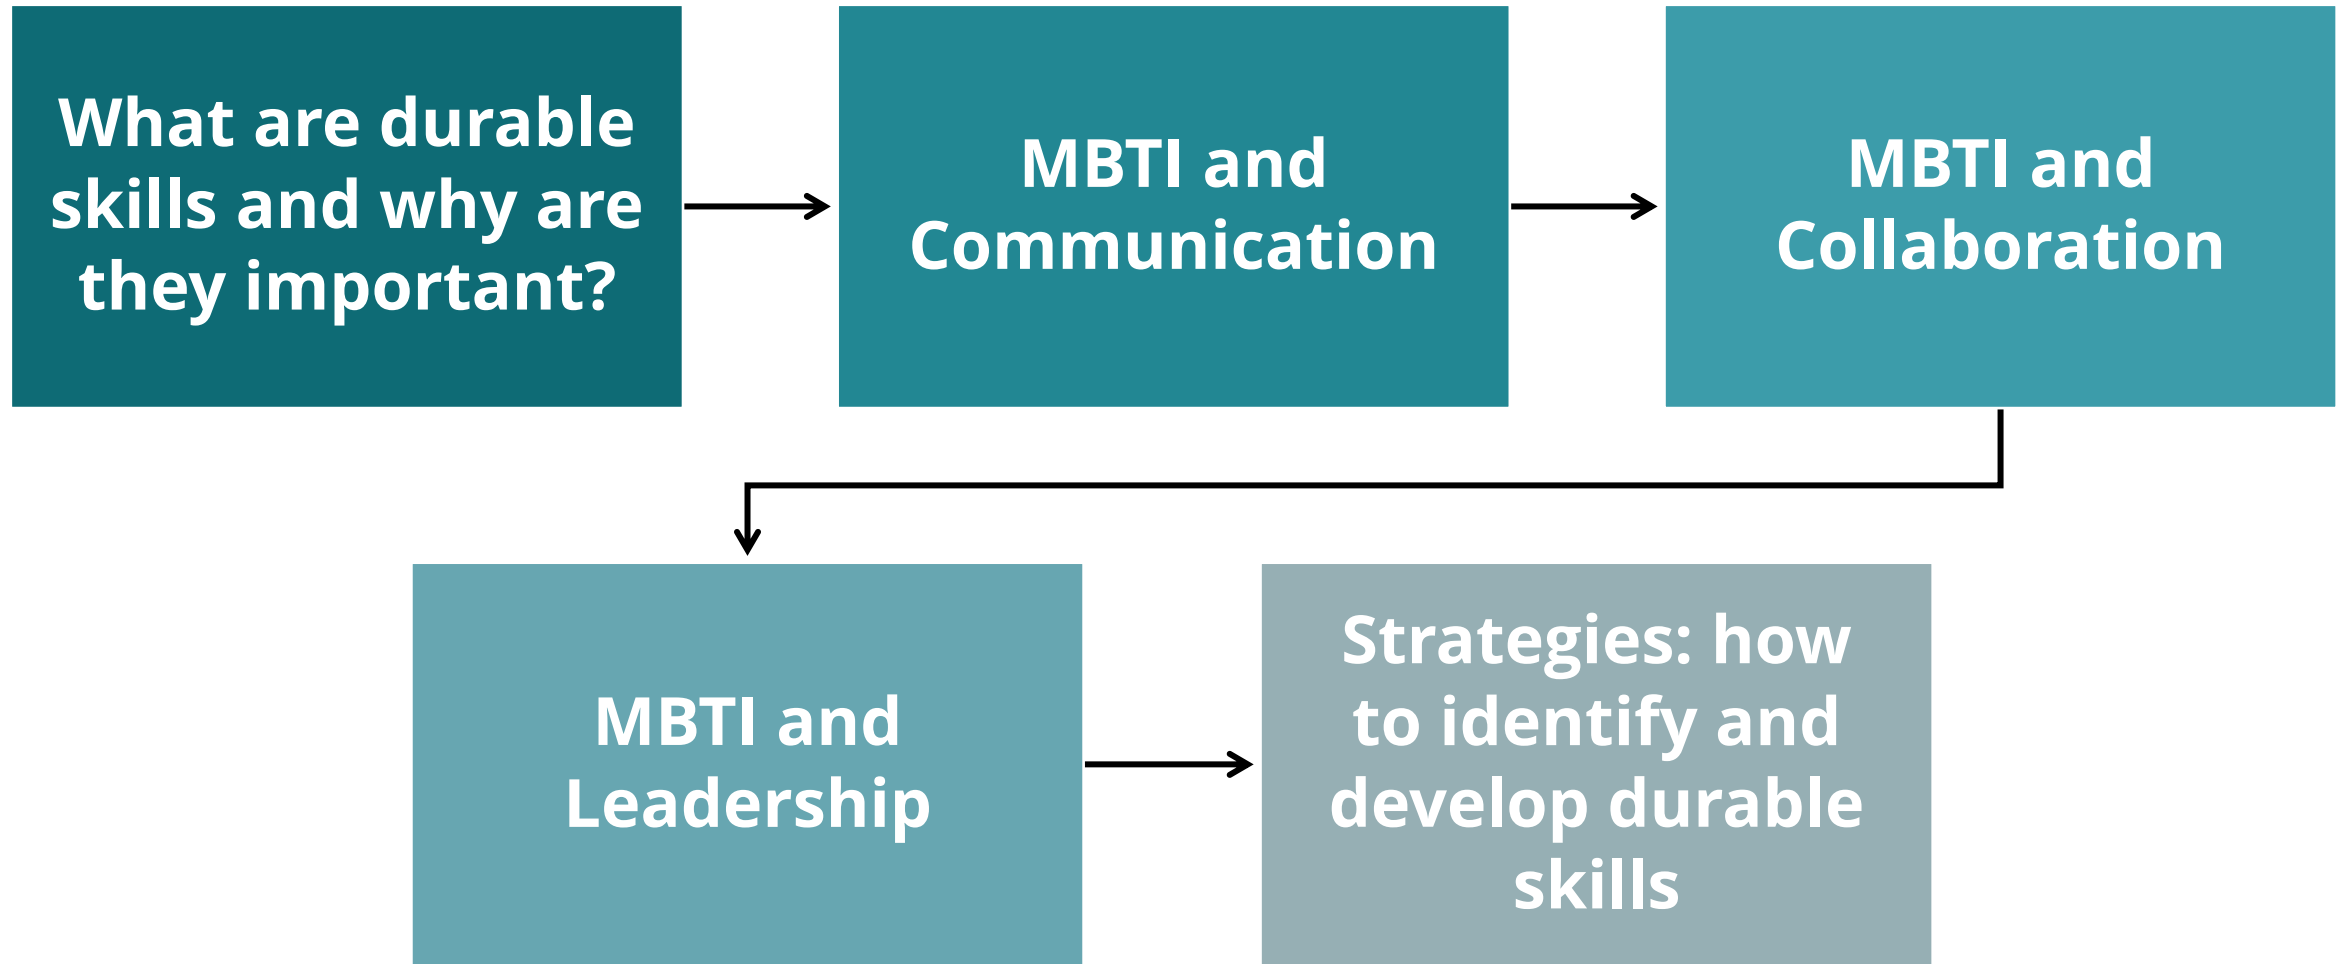 What are durable
skills and why are
they important?
MBTI and
Communication
MBTI and
Collaboration
MBTI and
Leadership
Strategies: how
to identify and
develop durable
skills